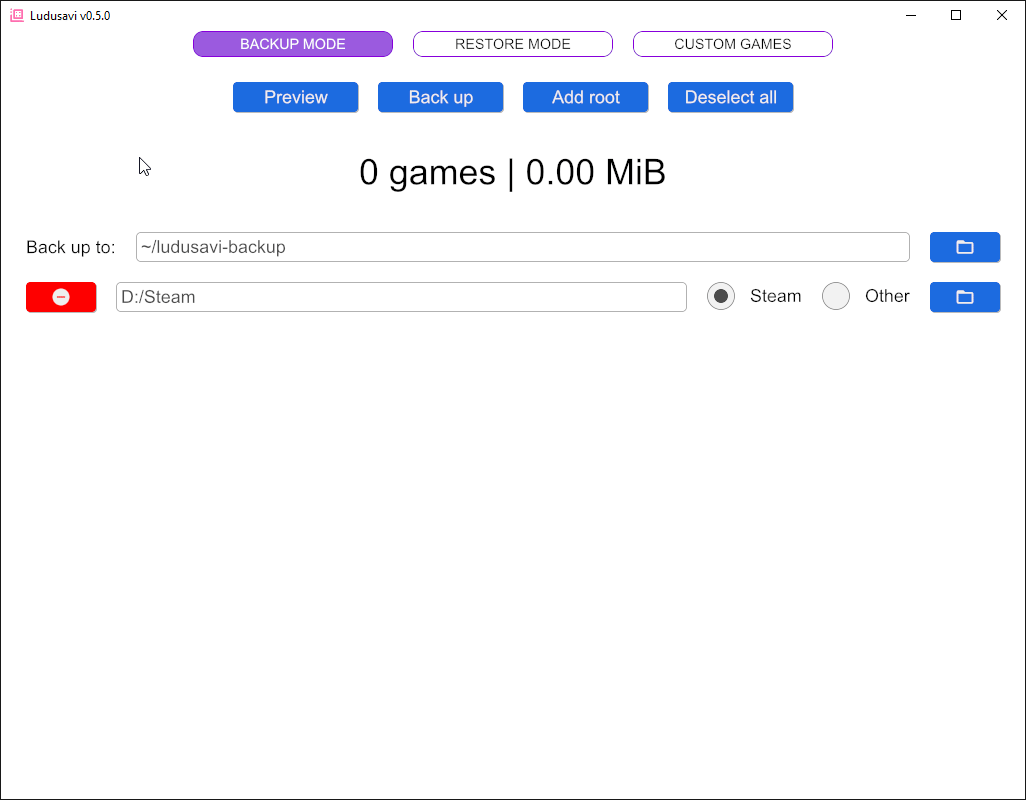 Ludusavi v0.5.0
BACKUP MODE RESTORE MODE CUSTOM GAMES
Preview Back up Add root Deselect all
0 games | 0.00 MiB
Back up to: ~/ludusavi-backup
D:/Steam Steam Other